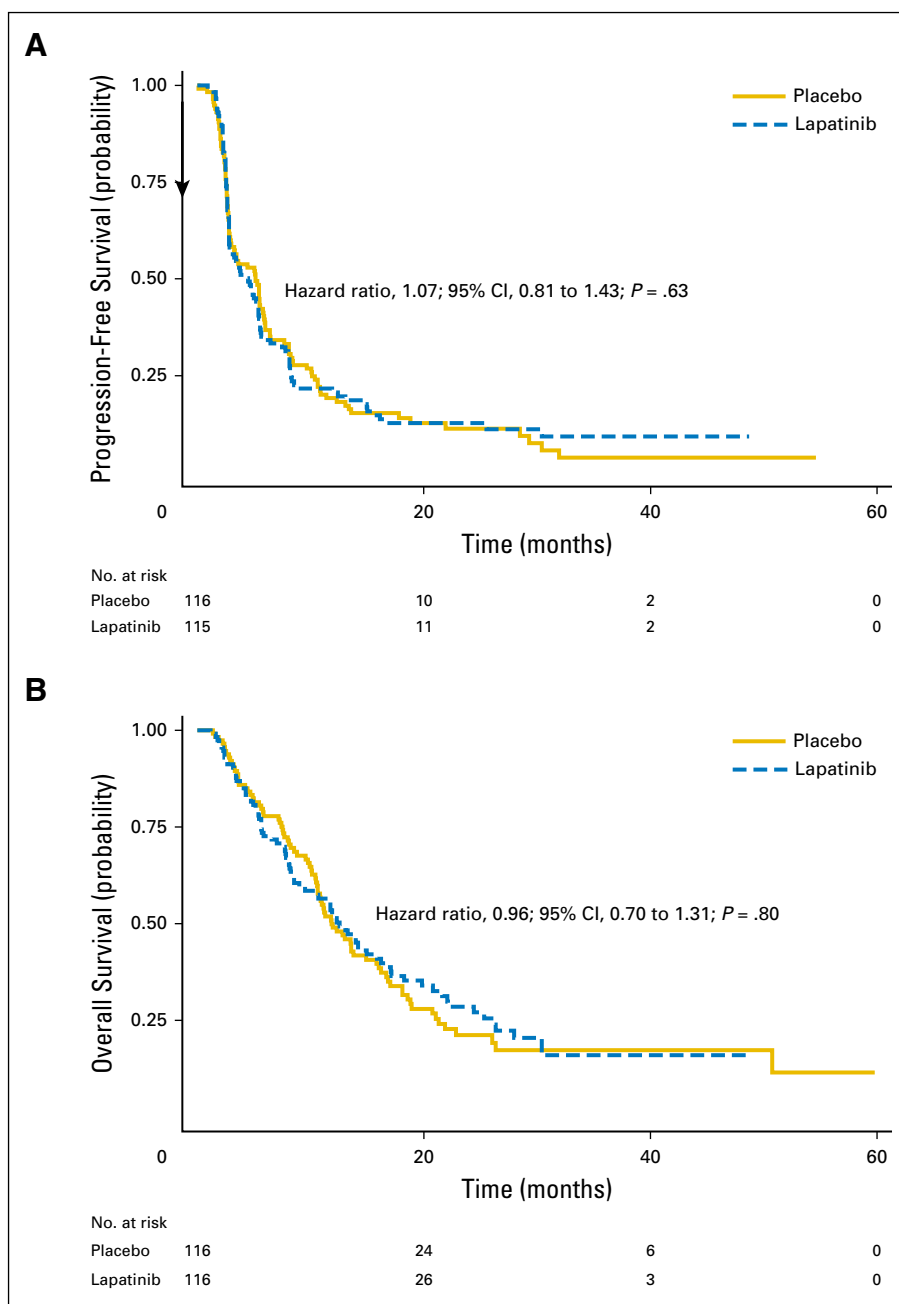 A
Progression-Free Survival (probability)
1.00
0.75
0.50
0.25
Placebo
Lapatinib
Hazard ratio, 1.07; 95% CI, 0.81 to 1.43; P = .63
0 20 40 60
Time (months)
No. at risk
Placebo 116 10 2 0
Lapatinib 115 11 2 0
B
Overall Survival (probability)
1.00
0.75
0.50
0.25
Placebo
Lapatinib
Hazard ratio, 0.96; 95% CI, 0.70 to 1.31; P = .80
0 20 40 60
Time (months)
No. at risk
Placebo 116 24 6 0
Lapatinib 116 26 3 0